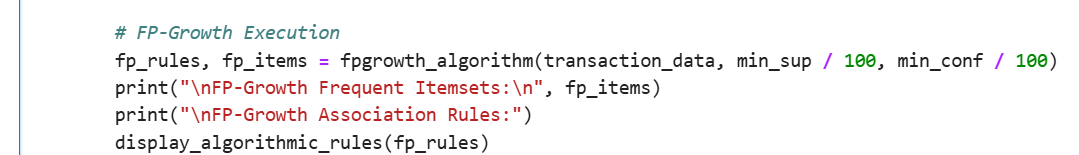 # FP-Growth Execution
fp_rules, fp_items = fpgrowth_algorithm(transaction_data, min_sup / 100, min_conf / 100)
print("\nFP-Growth Frequent Itemsets:\n", fp_items)
print("\nFP-Growth Association Rules:")
display_algorithmic_rules(fp_rules)